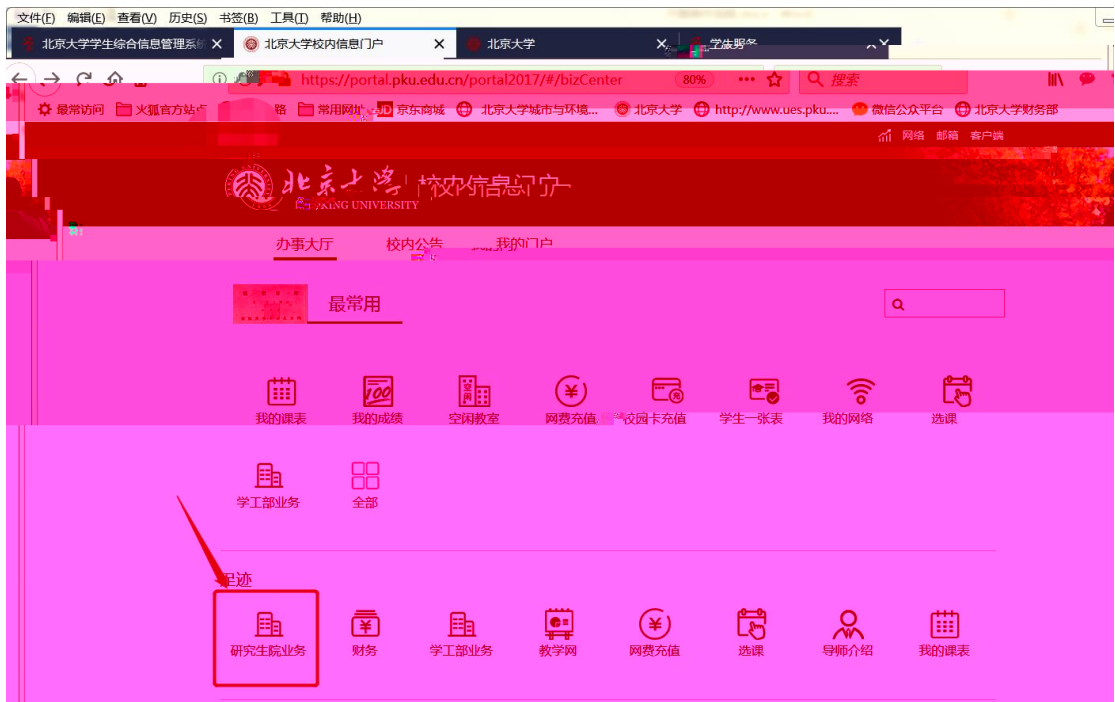 文件(F) 编辑(E) 查看(V) 历史(S) 书签(B) 工具(T) 帮助(H)
北京大学学生综合信息管理系统 北京大学校内信息门户 北京大学
https://portal.pku.edu.cn/portal2017/#/bizCenter 80% 搜索
最常访问 火狐官方站点 常用网址 JD 京东商城 北京大学城市与环境... 北京大学 http://www.ues.pku.... 微信公众平台 北京大学财务部
网络 邮箱 客户端
北京大学 校内信息门户
UNIVERSITY
办事大厅 校内公告 我的门户
最常用
我的课表 我的成绩 空闲教室 网费充值 校园卡充值 学生一张表 我的网络 选课
学工部业务 全部
足迹
研究生院业务 财务 学工部业务 教学网 网费充值 选课 导师介绍 我的课表